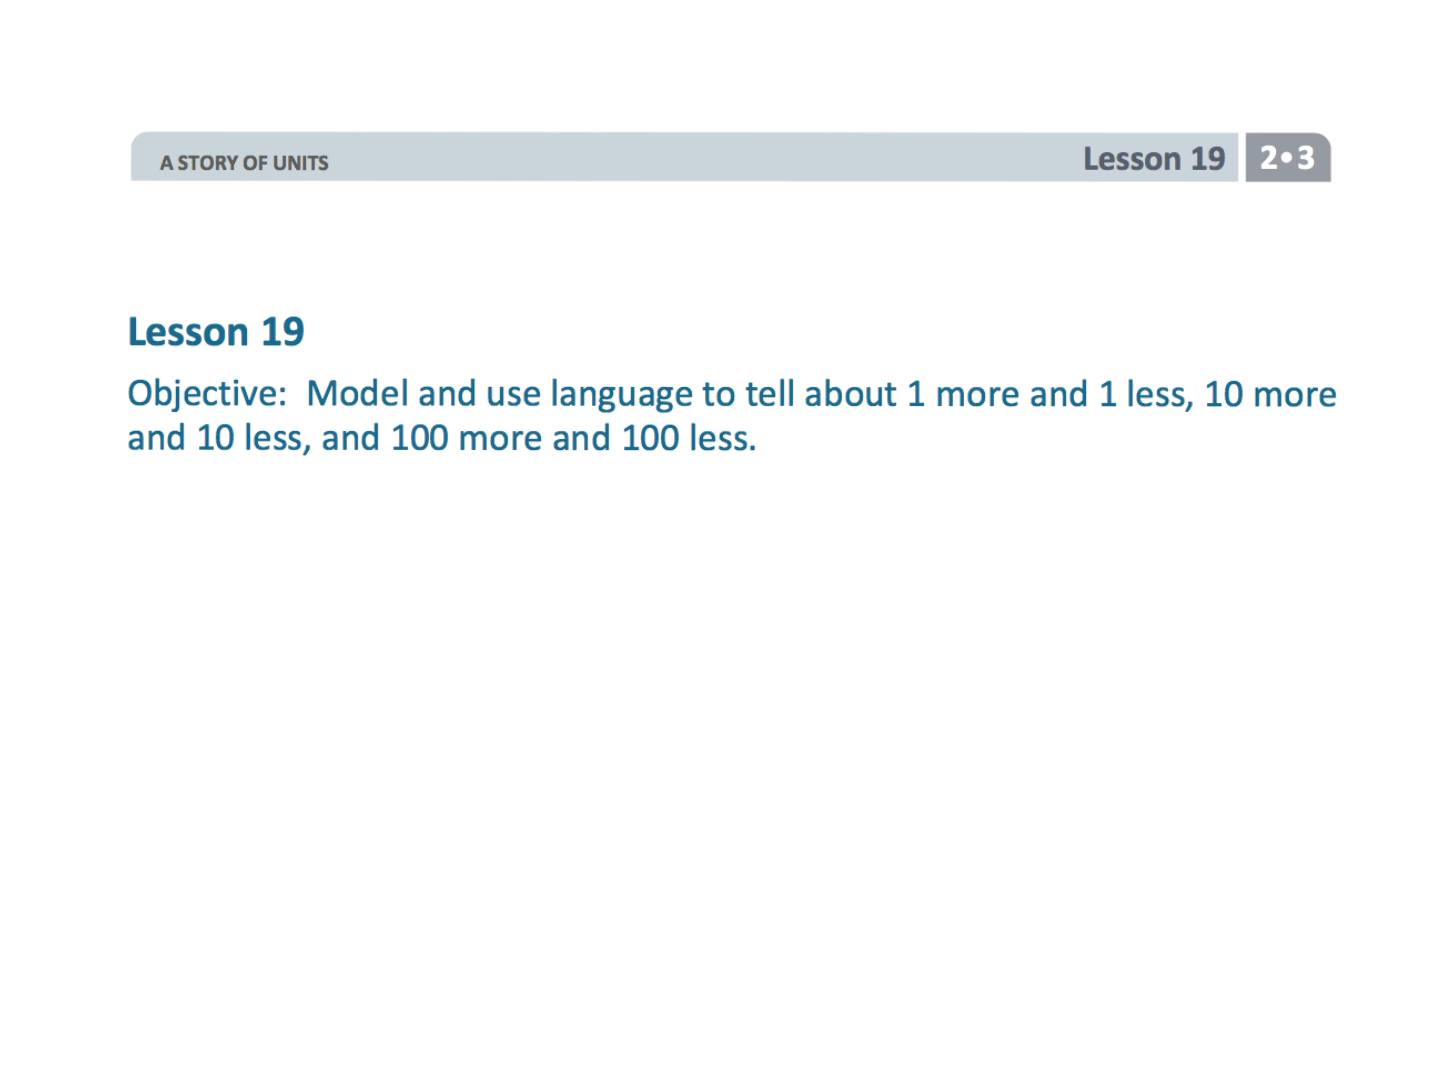 A STORY OF UNITS
Lesson 19
2•3
Lesson 19
Objective:  Model and use language to tell about 1 more and 1 less, 10 more
and 10 less, and 100 more and 100 less.